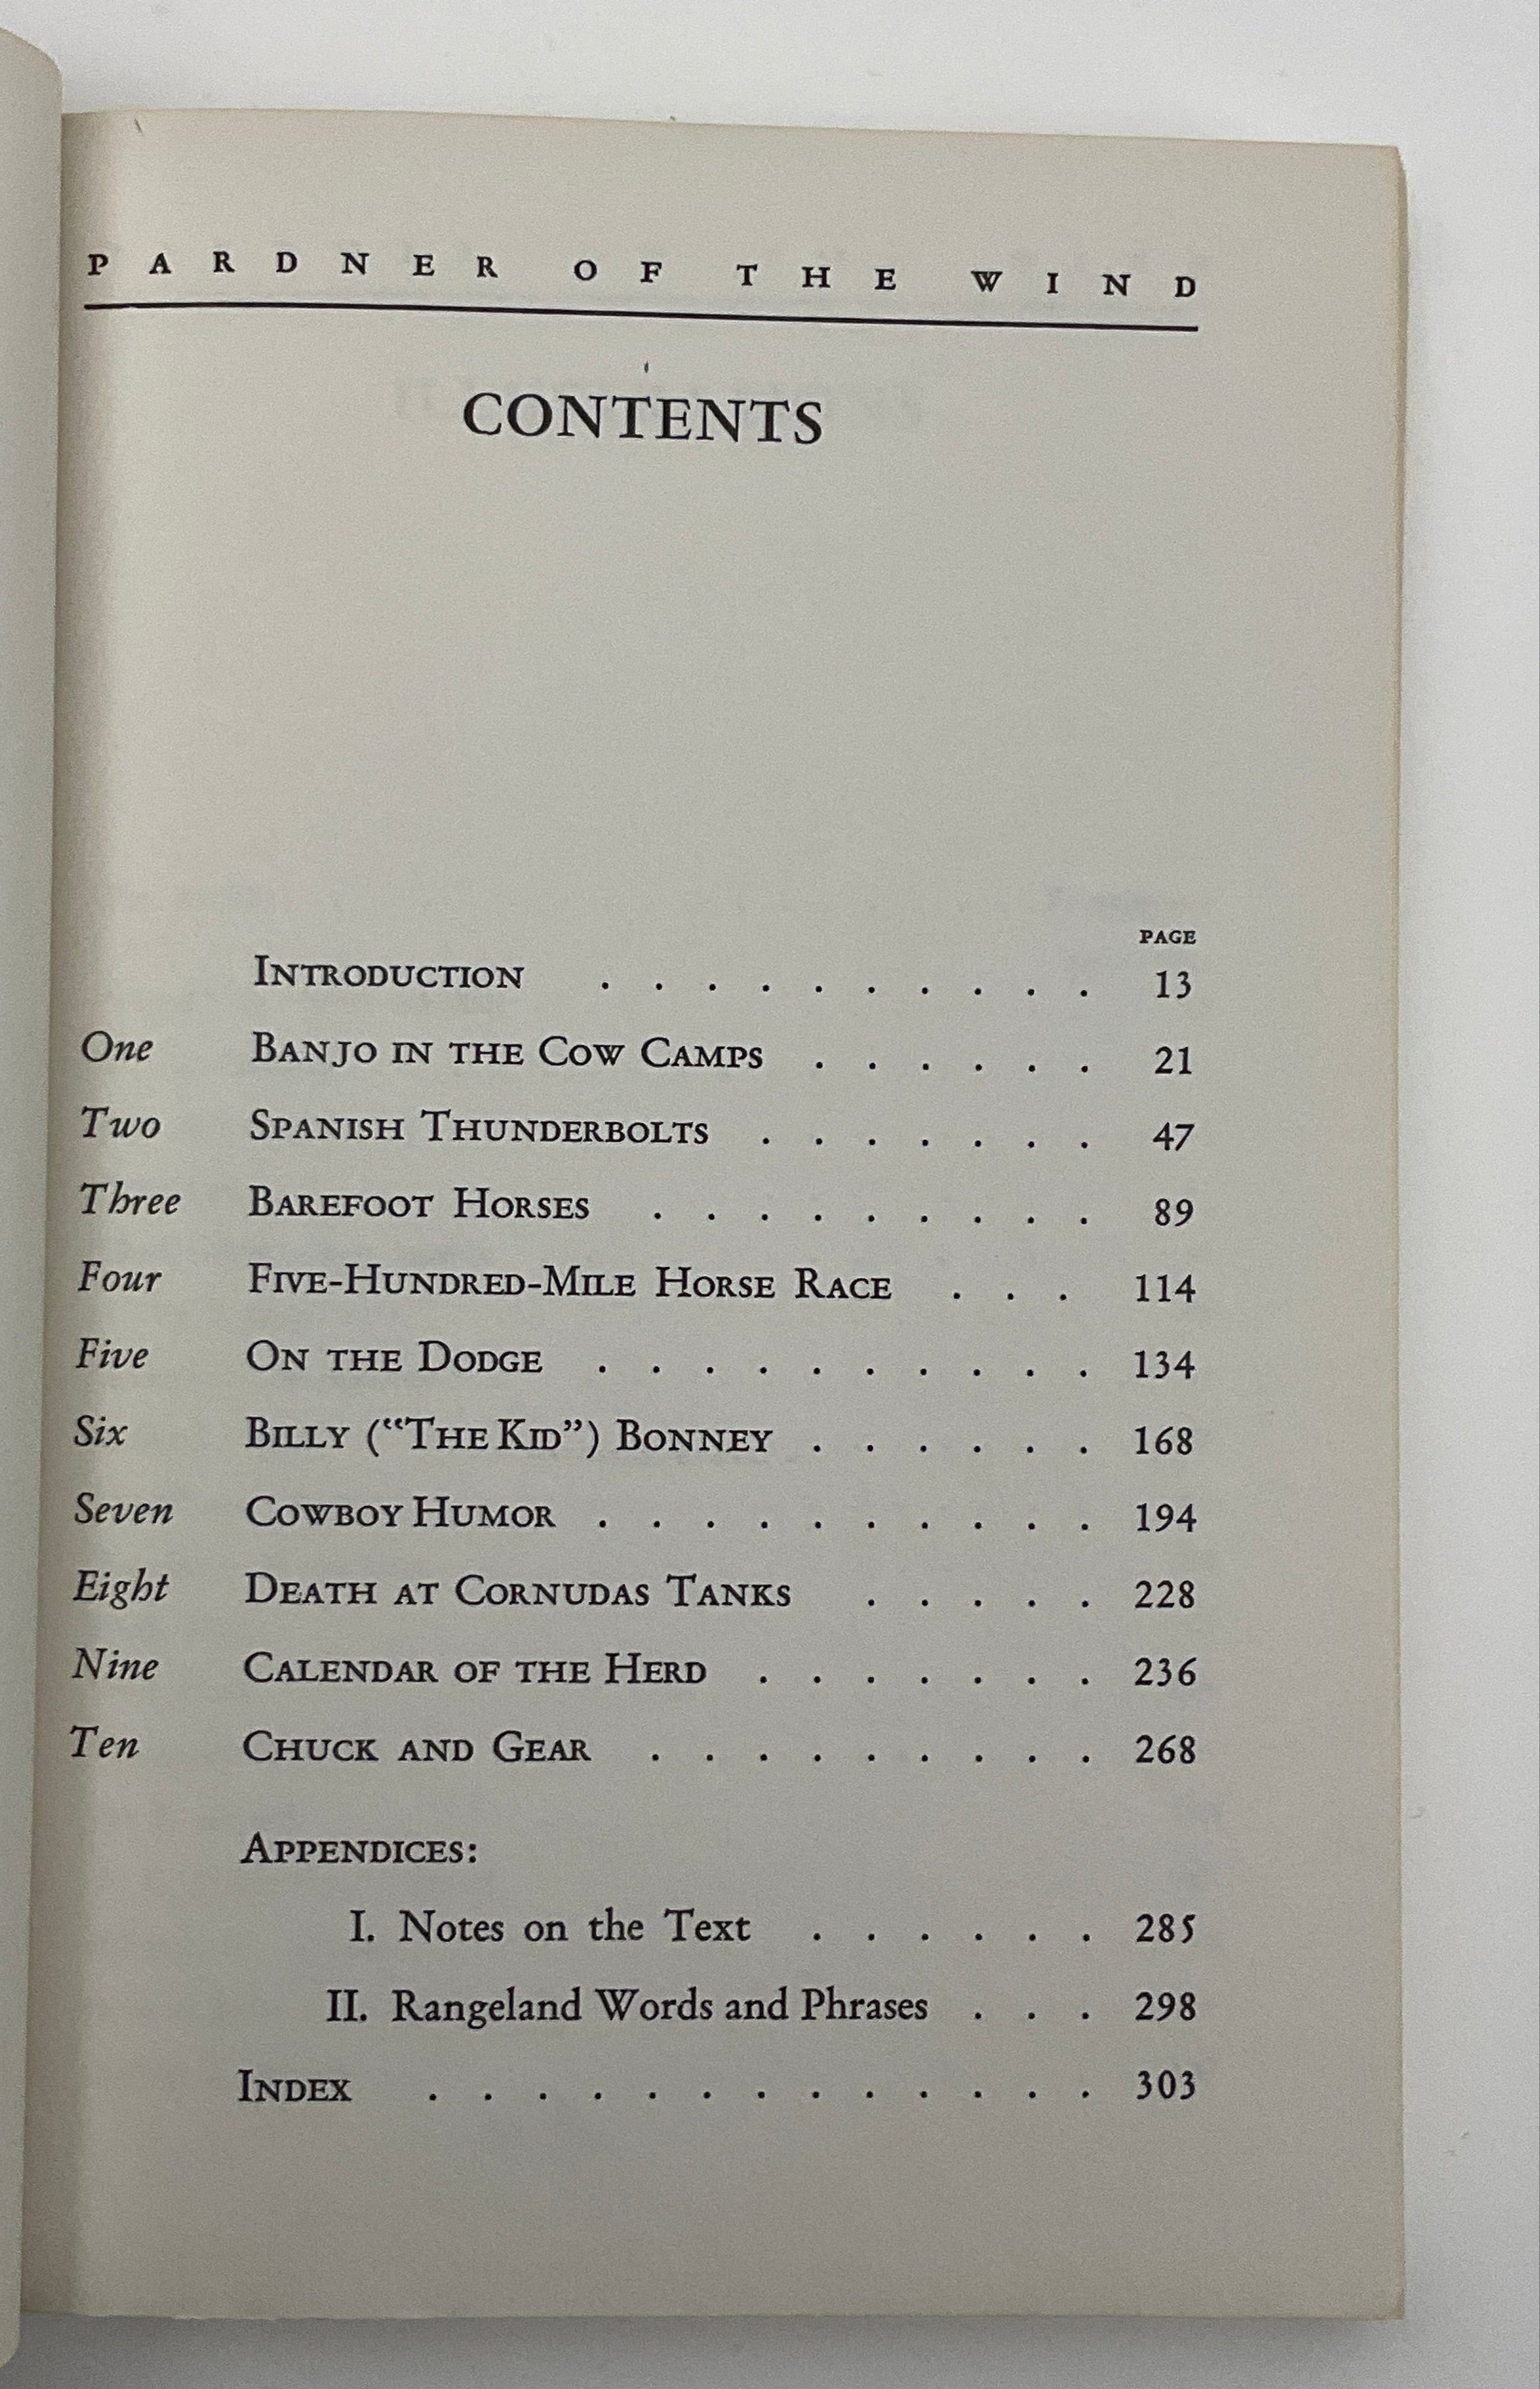 PARDNER OF THE WIND
CONTENTS
PAGE
INTRODUCTION . . . . . . . . . . 13
One BANJO IN THE COW CAMPS . . . . . . 21
Two SPANISH THUNDERBOLTS . . . . . . . 47
Three BAREFOOT HORSES . . . . . . . . . 89
Four FIVE-HUNDRED-MILE HORSE RACE . . . 114
Five ON THE DODGE . . . . . . . . . . 134
Six BILLY (“THE KID”) BONNEY . . . . . . 168
Seven COWBOY HUMOR . . . . . . . . . . 194
Eight DEATH AT CORNUDAS TANKS . . . . . 228
Nine CALENDAR OF THE HERD . . . . . . . 236
Ten CHUCK AND GEAR . . . . . . . . . 268
APPENDICES:
I. Notes on the Text . . . . . . 285
II. Rangeland Words and Phrases . . . 298
INDEX . . . . . . . . . . . . . 303